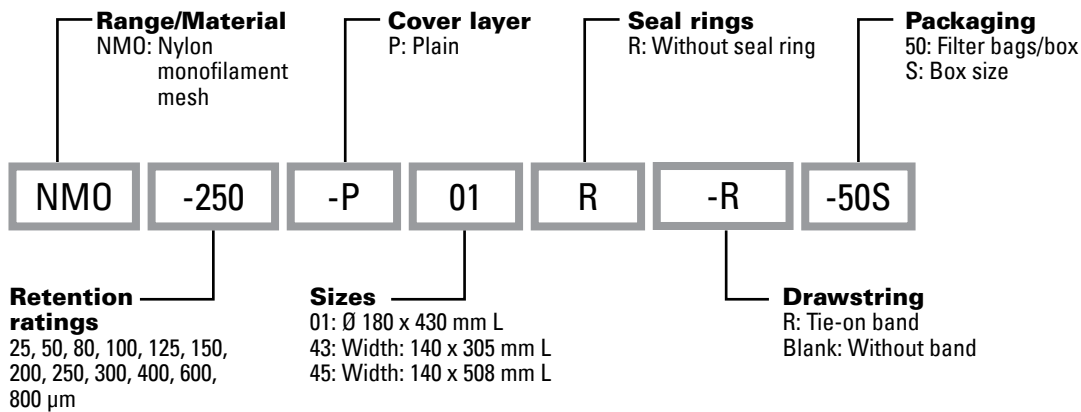 Range/Material
NMO: Nylon
monofilament
mesh
Cover layer
P: Plain
Seal rings
R: Without seal ring
Packaging
50: Filter bags/box
S: Box size
NMO -250 -P 01 R -R -50S
Retention
ratings
25, 50, 80, 100, 125, 150,
200, 250, 300, 400, 600,
800 µm
Sizes
01: Ø 180 x 430 mm L
43: Width: 140 x 305 mm L
45: Width: 140 x 508 mm L
Drawstring
R: Tie-on band
Blank: Without band